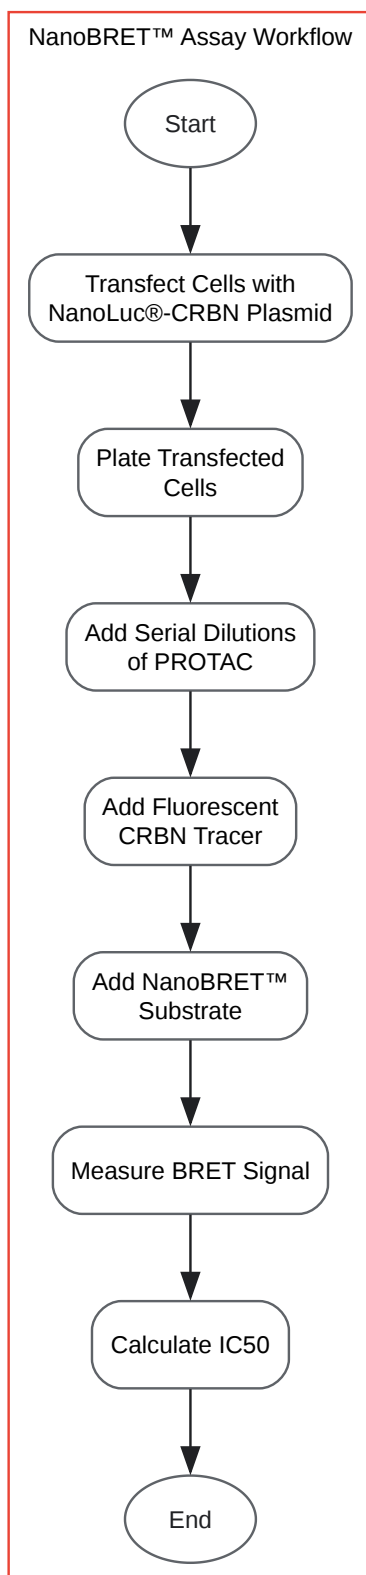 NanoBRET™ Assay Workflow
Start
Transfect Cells with
NanoLuc®-CRBN Plasmid
Plate Transfected
Cells
Add Serial Dilutions
of PROTAC
Add Fluorescent
CRBN Tracer
Add NanoBRET™
Substrate
Measure BRET Signal
Calculate IC50
End